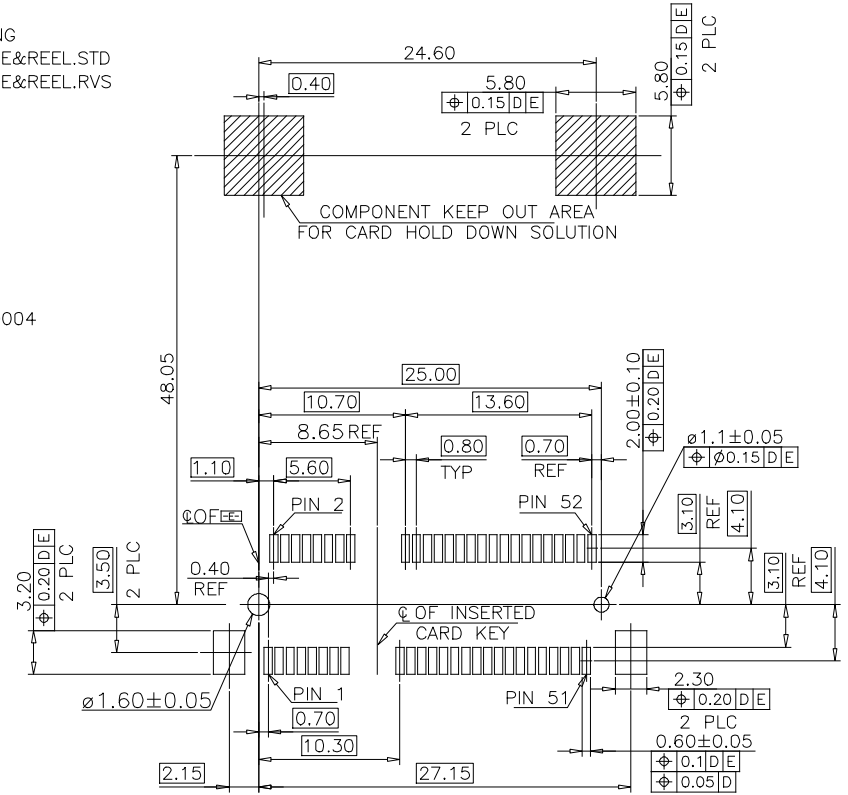 NG
E&REEL.STD
E&REEL.RVS
24.60
0.40
5.80
⌖ 0.15 D E
2 PLC
5.80
⌖ 0.15 D E
2 PLC
COMPONENT KEEP OUT AREA
FOR CARD HOLD DOWN SOLUTION
004
48.05
25.00
10.70
13.60
8.65 REF
0.80
TYP
0.70
REF
2.00±0.10
⌖ 0.20 D E
ø1.1±0.05
⌖ Ø0.15 D E
1.10
5.60
PIN 2
PIN 52
℄ OF E
3.10
REF
4.10
3.10
REF
4.10
3.20
⌖ 0.20 D E
2 PLC
3.50
2 PLC
0.40
REF
℄ OF INSERTED
CARD KEY
ø1.60±0.05
PIN 1
PIN 51
0.70
10.30
2.30
⌖ 0.20 D E
2 PLC
0.60±0.05
⌖ 0.1 D E
⌖ 0.05 D
2.15
27.15